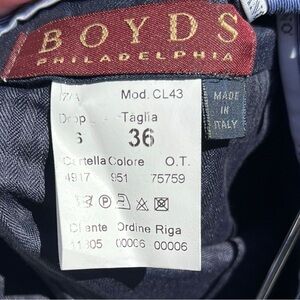 BOYDS
PHILADELPHIA
Mod. CL43
MADE
IN
ITALY
Drop Taglia
6 36
Cartella Colore O.T.
4917 951 75759
Cliente Ordine Riga
11805 00006 00006